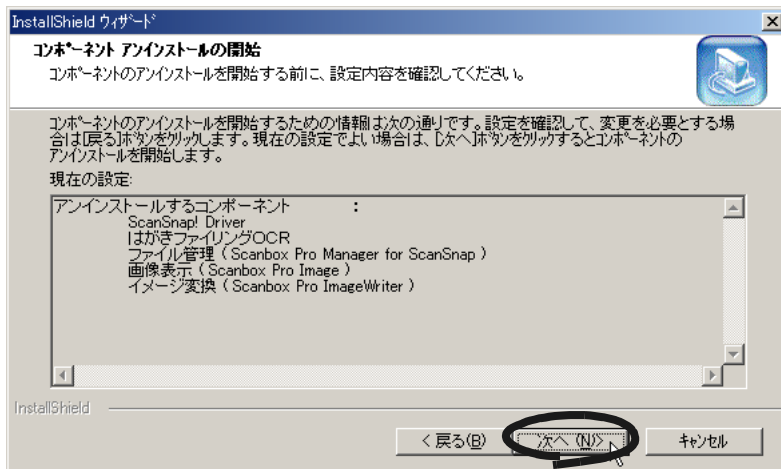 InstallShield ウィザード
コンポーネント アンインストールの開始
コンポーネントのアンインストールを開始する前に、設定内容を確認してください。
コンポーネントのアンインストールを開始するための情報は次の通りです。設定を確認して、変更を必要とする場
合は[戻る]ボタンをクリックします。現在の設定でよい場合は、[次へ]ボタンをクリックするとコンポーネントの
アンインストールを開始します。
現在の設定:
アンインストールするコンポーネント :
ScanSnap! Driver
はがきファイリングOCR
ファイル管理 ( Scanbox Pro Manager for ScanSnap )
画像表示 ( Scanbox Pro Image )
イメージ変換 ( Scanbox Pro ImageWriter )
InstallShield
< 戻る(B)
次へ (N)>
キャンセル